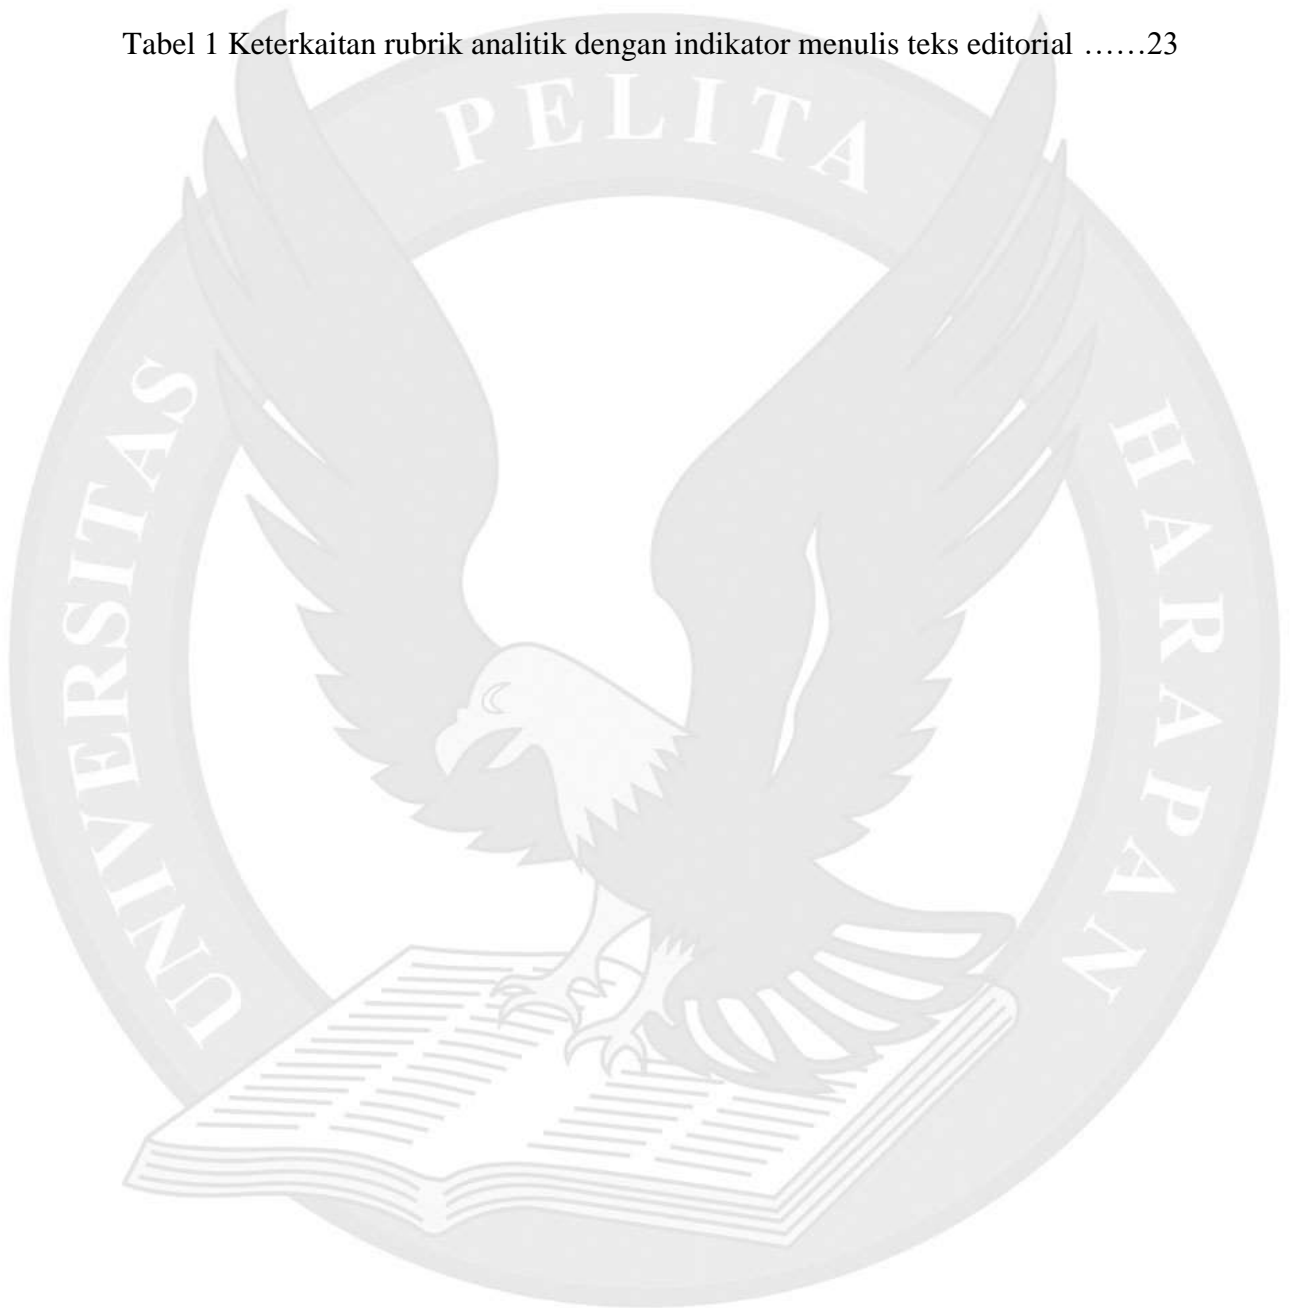 Tabel 1 Keterkaitan rubrik analitik dengan indikator menulis teks editorial ……23
UNIVERSITAS PELITA HARAPAN